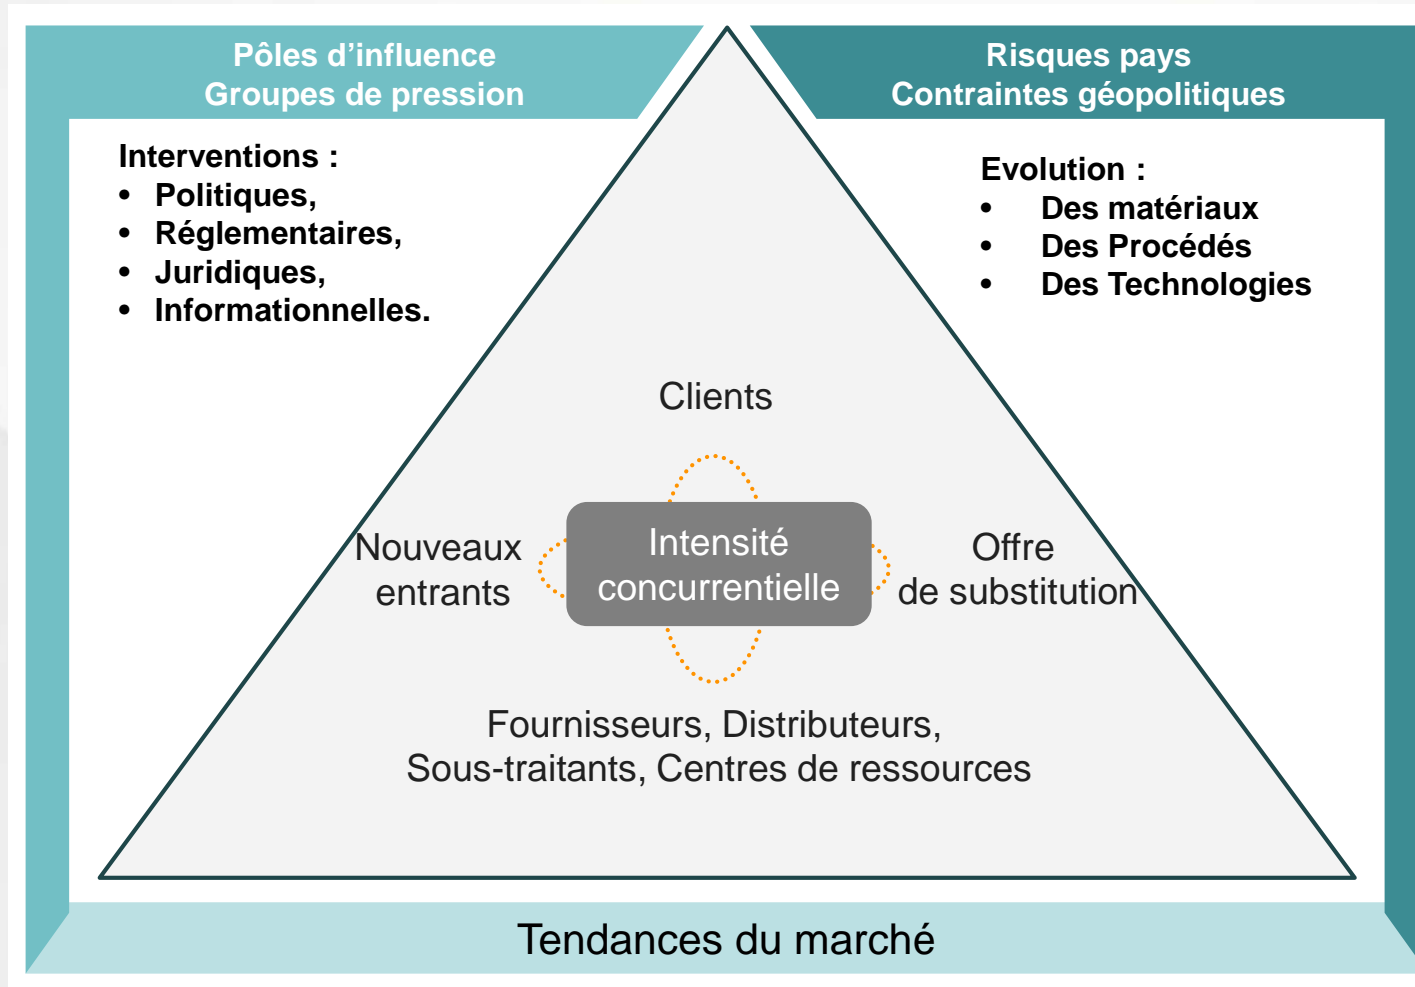 Pôles d’influence
Groupes de pression
Risques pays
Contraintes géopolitiques
Interventions :
• Politiques,
• Réglementaires,
• Juridiques,
• Informationnelles.
Evolution :
• Des matériaux
• Des Procédés
• Des Technologies
Clients
Nouveaux
entrants
Intensité
concurrentielle
Offre
de substitution
Fournisseurs, Distributeurs,
Sous-traitants, Centres de ressources
Tendances du marché